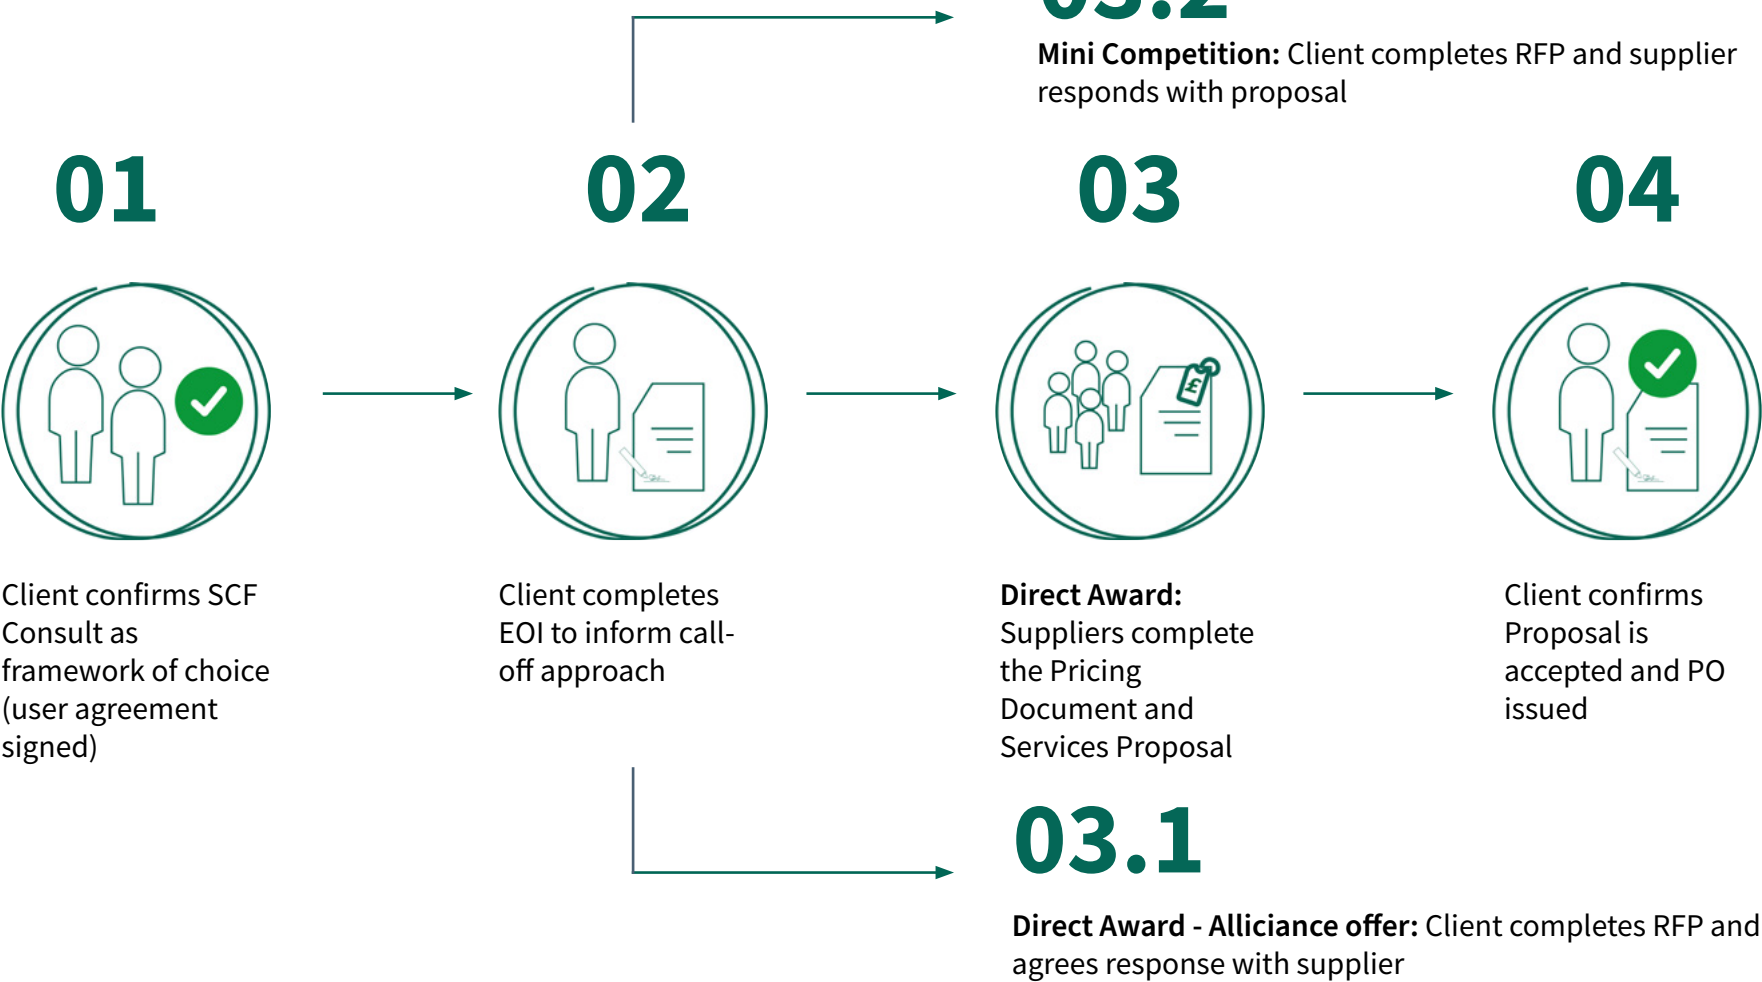 03.2
Mini Competition: Client completes RFP and supplier
responds with proposal
01
02
03
04
£
Client confirms SCF
Consult as
framework of choice
(user agreement
signed)
Client completes
EOI to inform call-
off approach
Direct Award:
Suppliers complete
the Pricing
Document and
Services Proposal
Client confirms
Proposal is
accepted and PO
issued
03.1
Direct Award - Alliciance offer: Client completes RFP and
agrees response with supplier